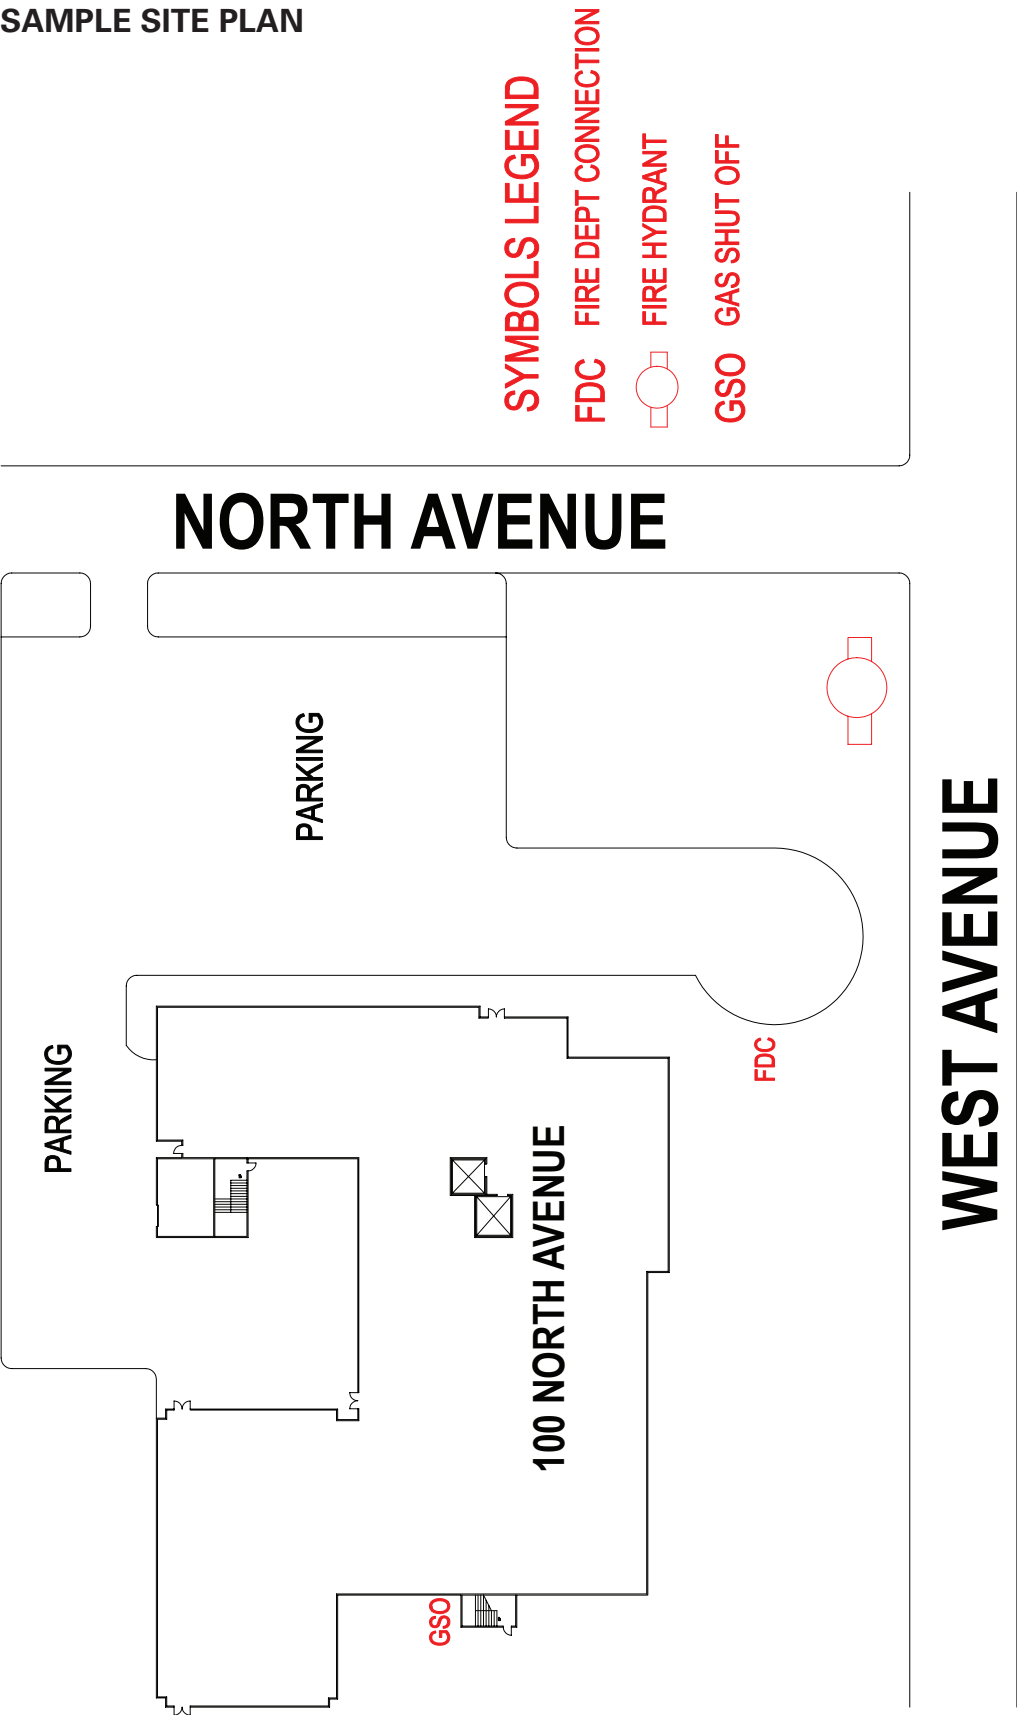 SAMPLE SITE PLAN
SYMBOLS LEGEND
FDC FIRE DEPT CONNECTION
FIRE HYDRANT
GSO GAS SHUT OFF
NORTH AVENUE
PARKING
PARKING
WEST AVENUE
FDC
100 NORTH AVENUE
GSO